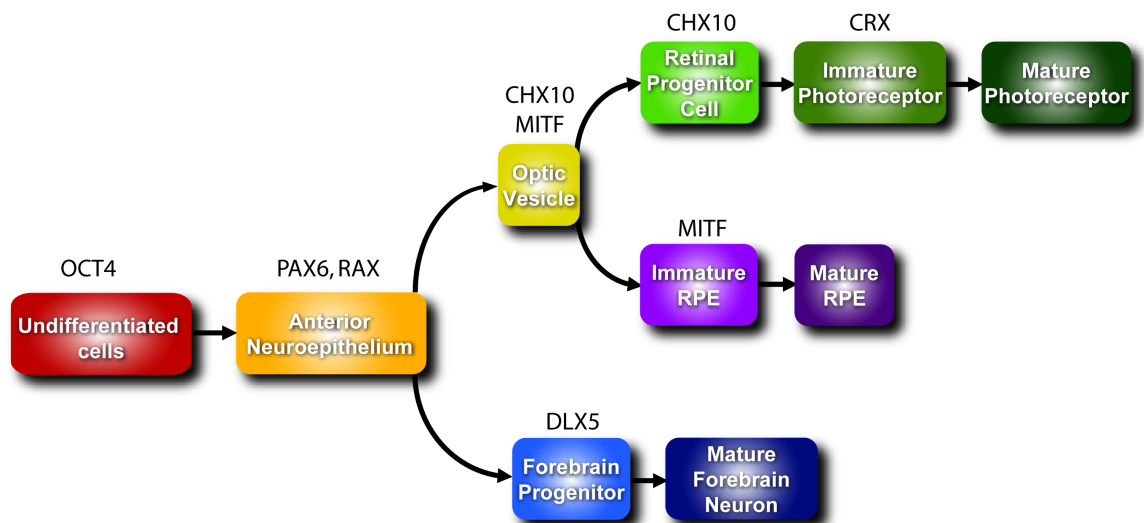 OCT4
Undifferentiated
cells
PAX6, RAX
Anterior
Neuroepithelium
CHX10
MITF
Optic
Vesicle
CHX10
Retinal
Progenitor
Cell
CRX
Immature
Photoreceptor
Mature
Photoreceptor
MITF
Immature
RPE
Mature
RPE
DLX5
Forebrain
Progenitor
Mature
Forebrain
Neuron